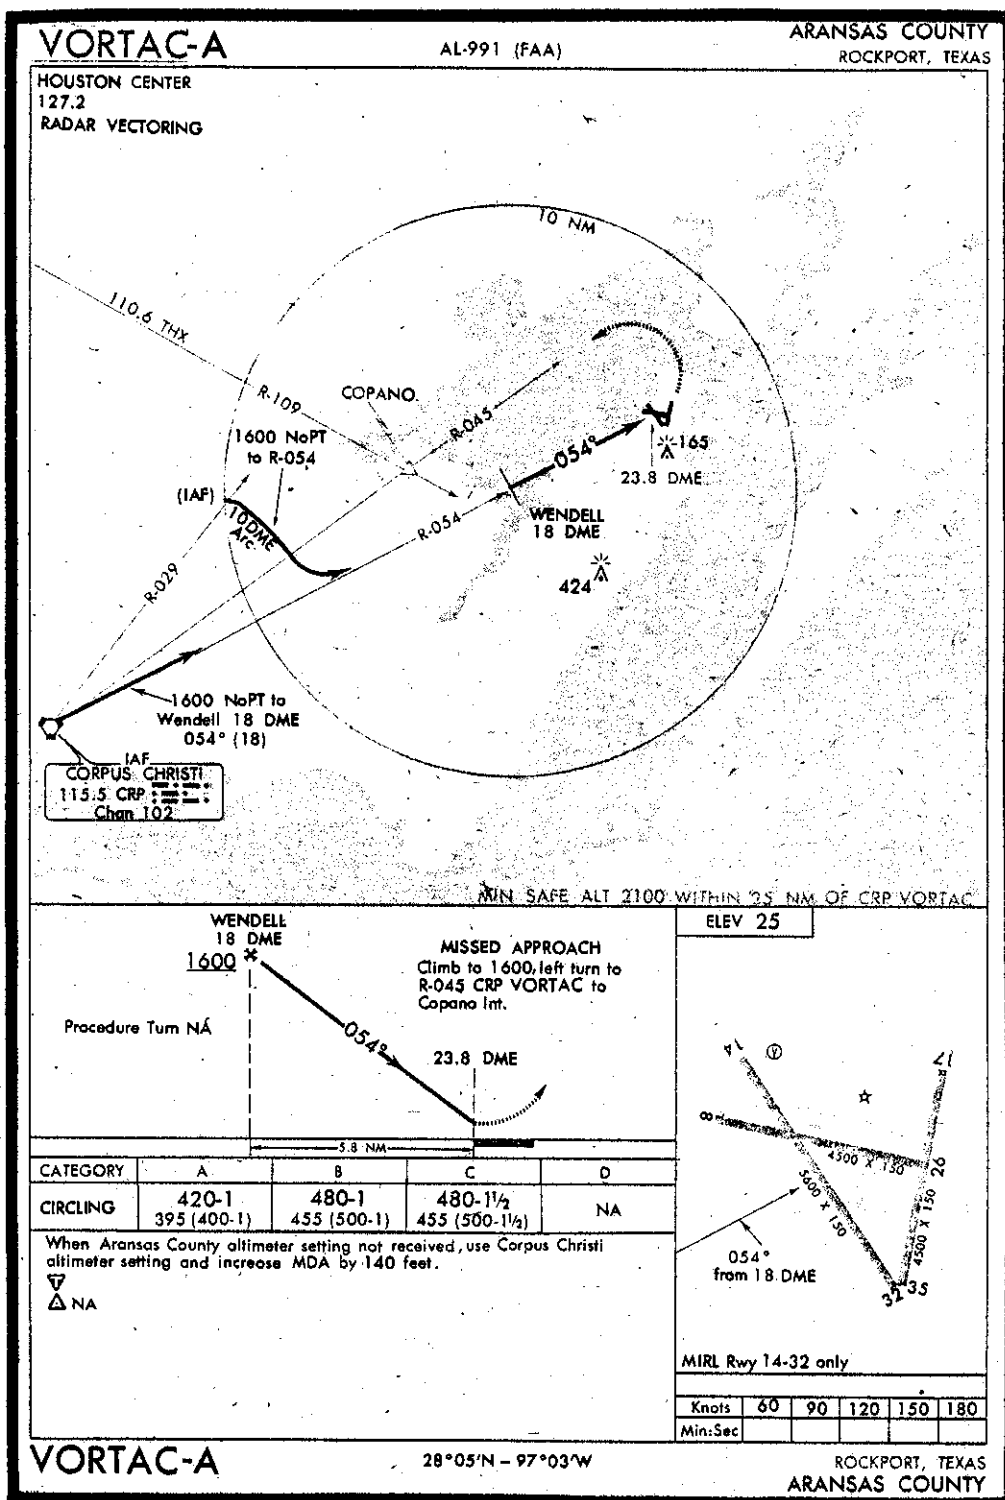 VORTAC-A
AL-991 (FAA)
ARANSAS COUNTY
ROCKPORT, TEXAS
HOUSTON CENTER
127.2
RADAR VECTORING
10 NM
110.6 THX
R-109
COPANO
R-045
1600 NoPT
to R-054
(IAF)
10 DME
Arc
R-029
R-054
054°
165
23.8 DME
WENDELL
18 DME
424
1600 NoPT to
Wendell 18 DME
054° (18)
IAF
CORPUS CHRISTI
115.5 CRP
Chan 102
MIN SAFE ALT 2100 WITHIN 25 NM OF CRP VORTAC
WENDELL
18 DME
1600
MISSED APPROACH
Climb to 1600, left turn to
R-045 CRP VORTAC to
Copano Int.
Procedure Turn NA
054°
23.8 DME
5.8 NM
CATEGORY A B C D
CIRCLING 420-1 480-1 480-1½ NA
395 (400-1) 455 (500-1) 455 (500-1½)
When Aransas County altimeter setting not received, use Corpus Christi
altimeter setting and increase MDA by 140 feet.
T
A NA
ELEV 25
17
8
4500 X 150
26
5600 X 150
4500 X 150
054°
from 18 DME
32
35
MIRL Rwy 14-32 only
Knots 60 90 120 150 180
Min:Sec
VORTAC-A
28°05'N – 97°03'W
ROCKPORT, TEXAS
ARANSAS COUNTY